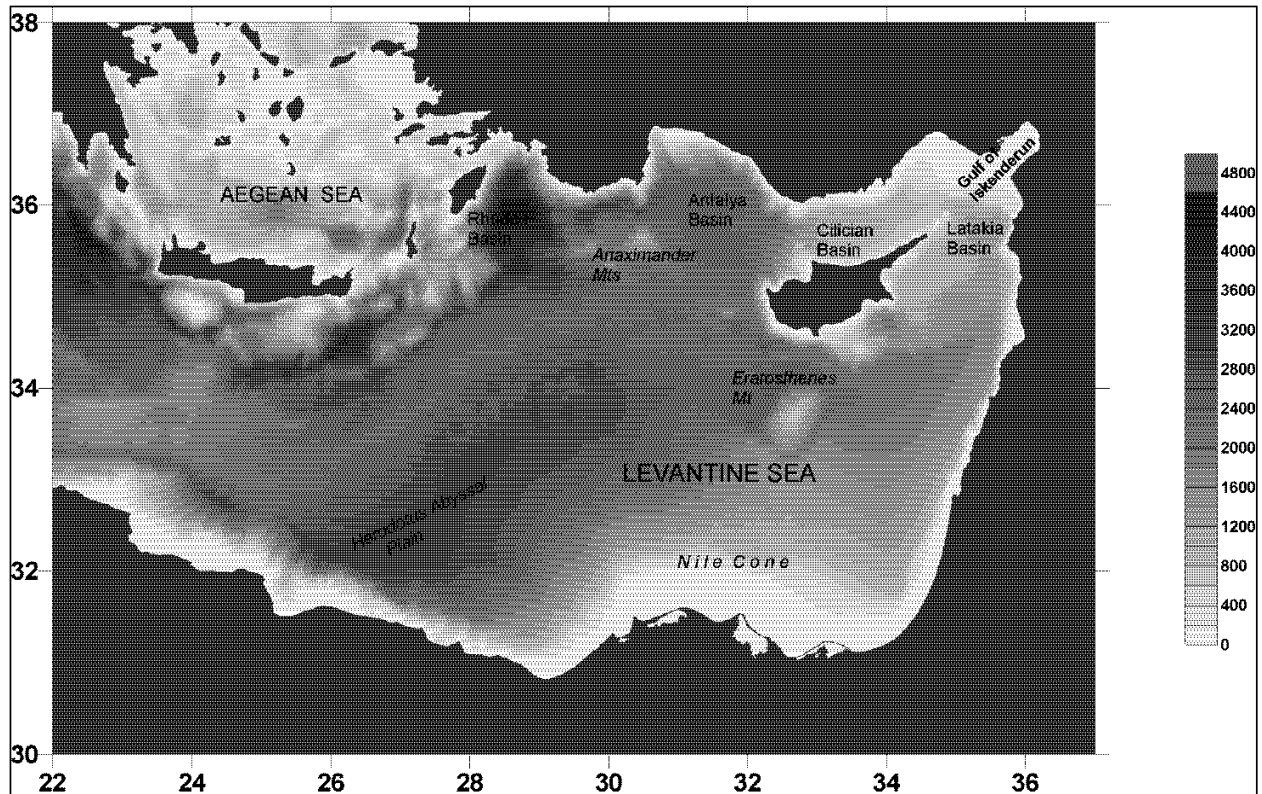 38
36
34
32
30
22
24
26
28
30
32
34
36
AEGEAN SEA
Rhodes
Basin
Anaximander
Mts
Antalya
Basin
Cilician
Basin
Latakia
Basin
Gulf of
Iskenderun
Eratosthenes
Mt
LEVANTINE SEA
Herodotus Abyssal
Plain
Nile Cone
4800
4400
4000
3600
3200
2800
2400
2000
1600
1200
800
400
0